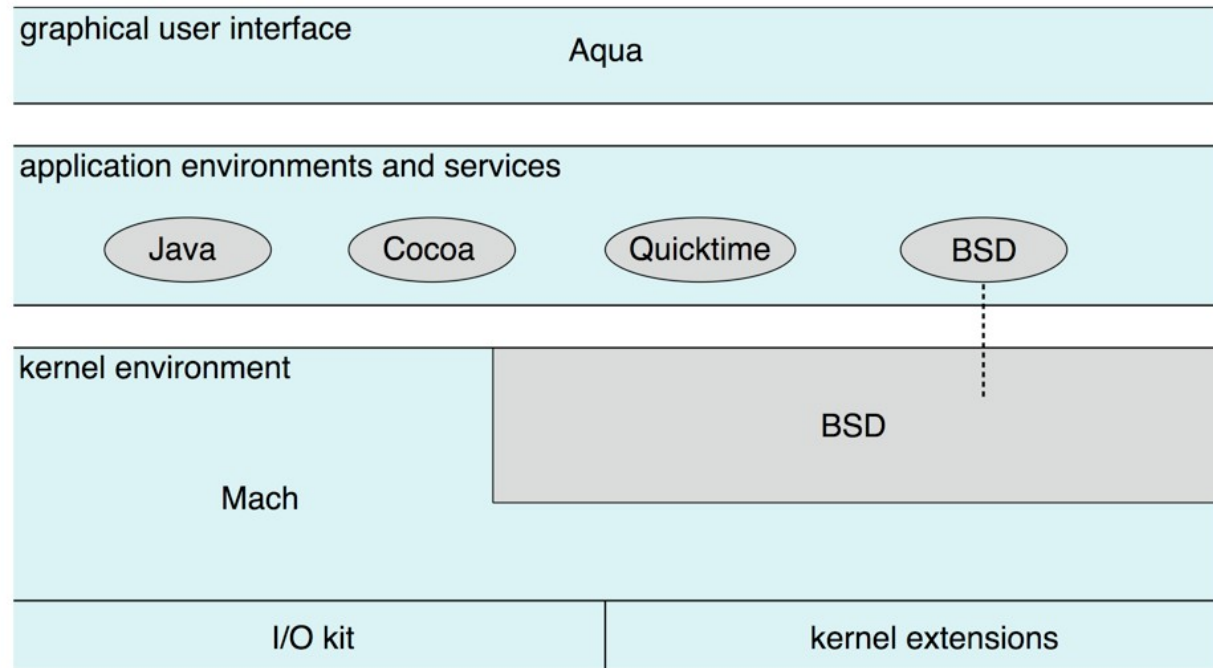 graphical user interface
Aqua
application environments and services
Java
Cocoa
Quicktime
BSD
kernel environment
BSD
Mach
I/O kit
kernel extensions